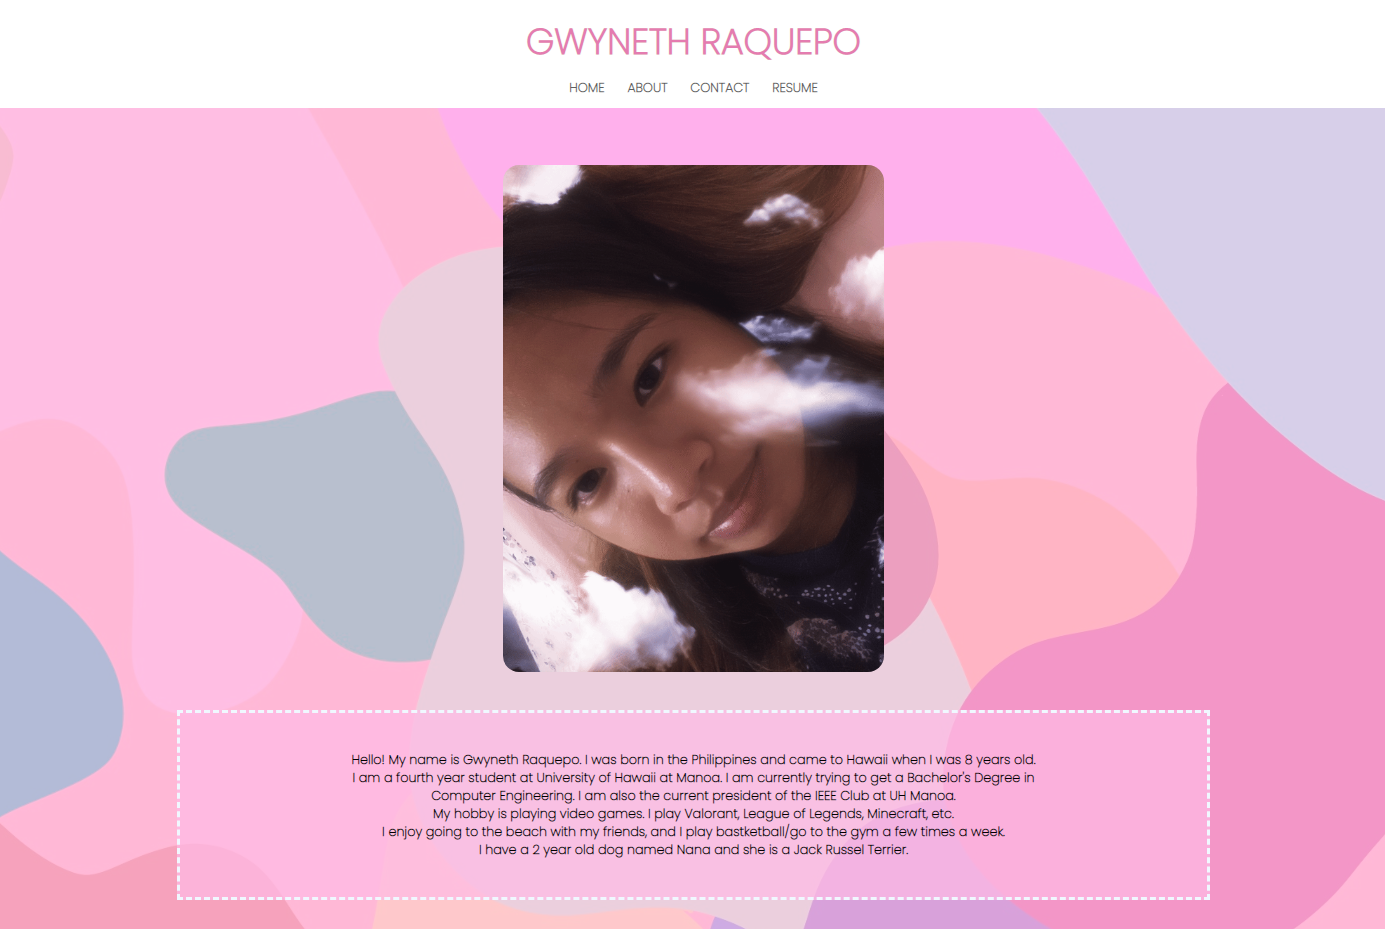 GWYNETH RAQUEPO
HOME ABOUT CONTACT RESUME
Hello! My name is Gwyneth Raquepo. I was born in the Philippines and came to Hawaii when I was 8 years old.
I am a fourth year student at University of Hawaii at Manoa. I am currently trying to get a Bachelor's Degree in
Computer Engineering. I am also the current president of the IEEE Club at UH Manoa.
My hobby is playing video games. I play Valorant, League of Legends, Minecraft, etc.
I enjoy going to the beach with my friends, and I play bastketball/go to the gym a few times a week.
I have a 2 year old dog named Nana and she is a Jack Russel Terrier.